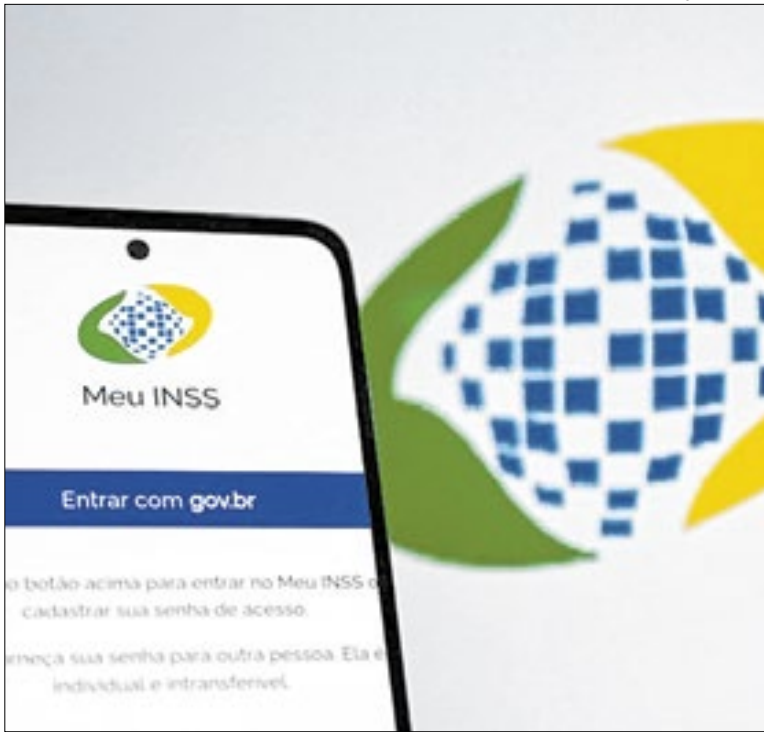 Meu INSS
Entrar com gov.br
o botão acima para entrar no Meu INSS
cadastrar sua senha de acesso.
sua senha para outra pessoa. Ela é
individual e intransferível.